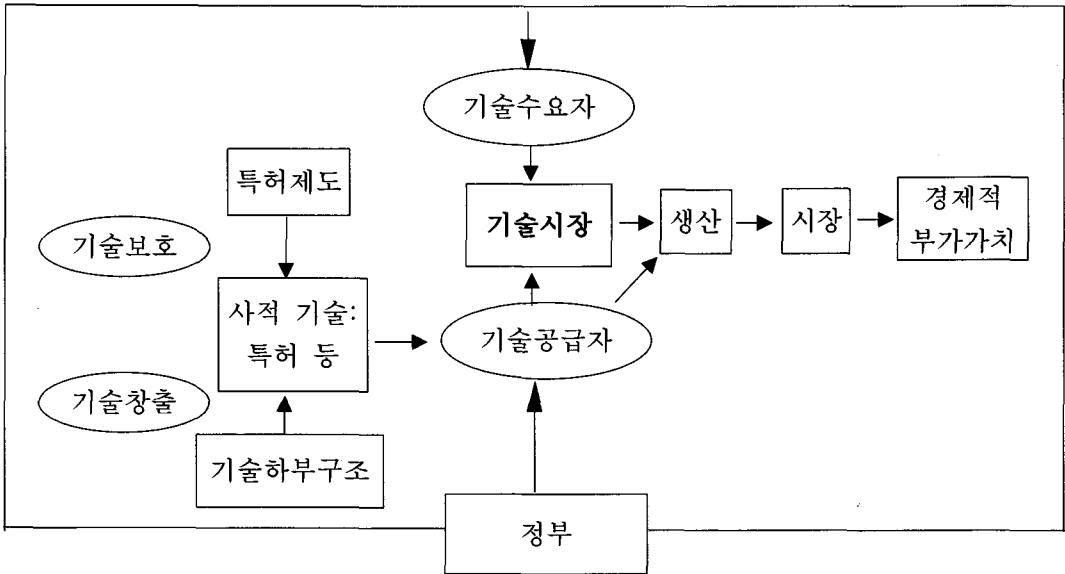 기술수요자
특허제도
기술시장
생산
시장
경제적
부가가치
기술보호
사적 기술:
특허 등
기술공급자
기술창출
기술하부구조
정부